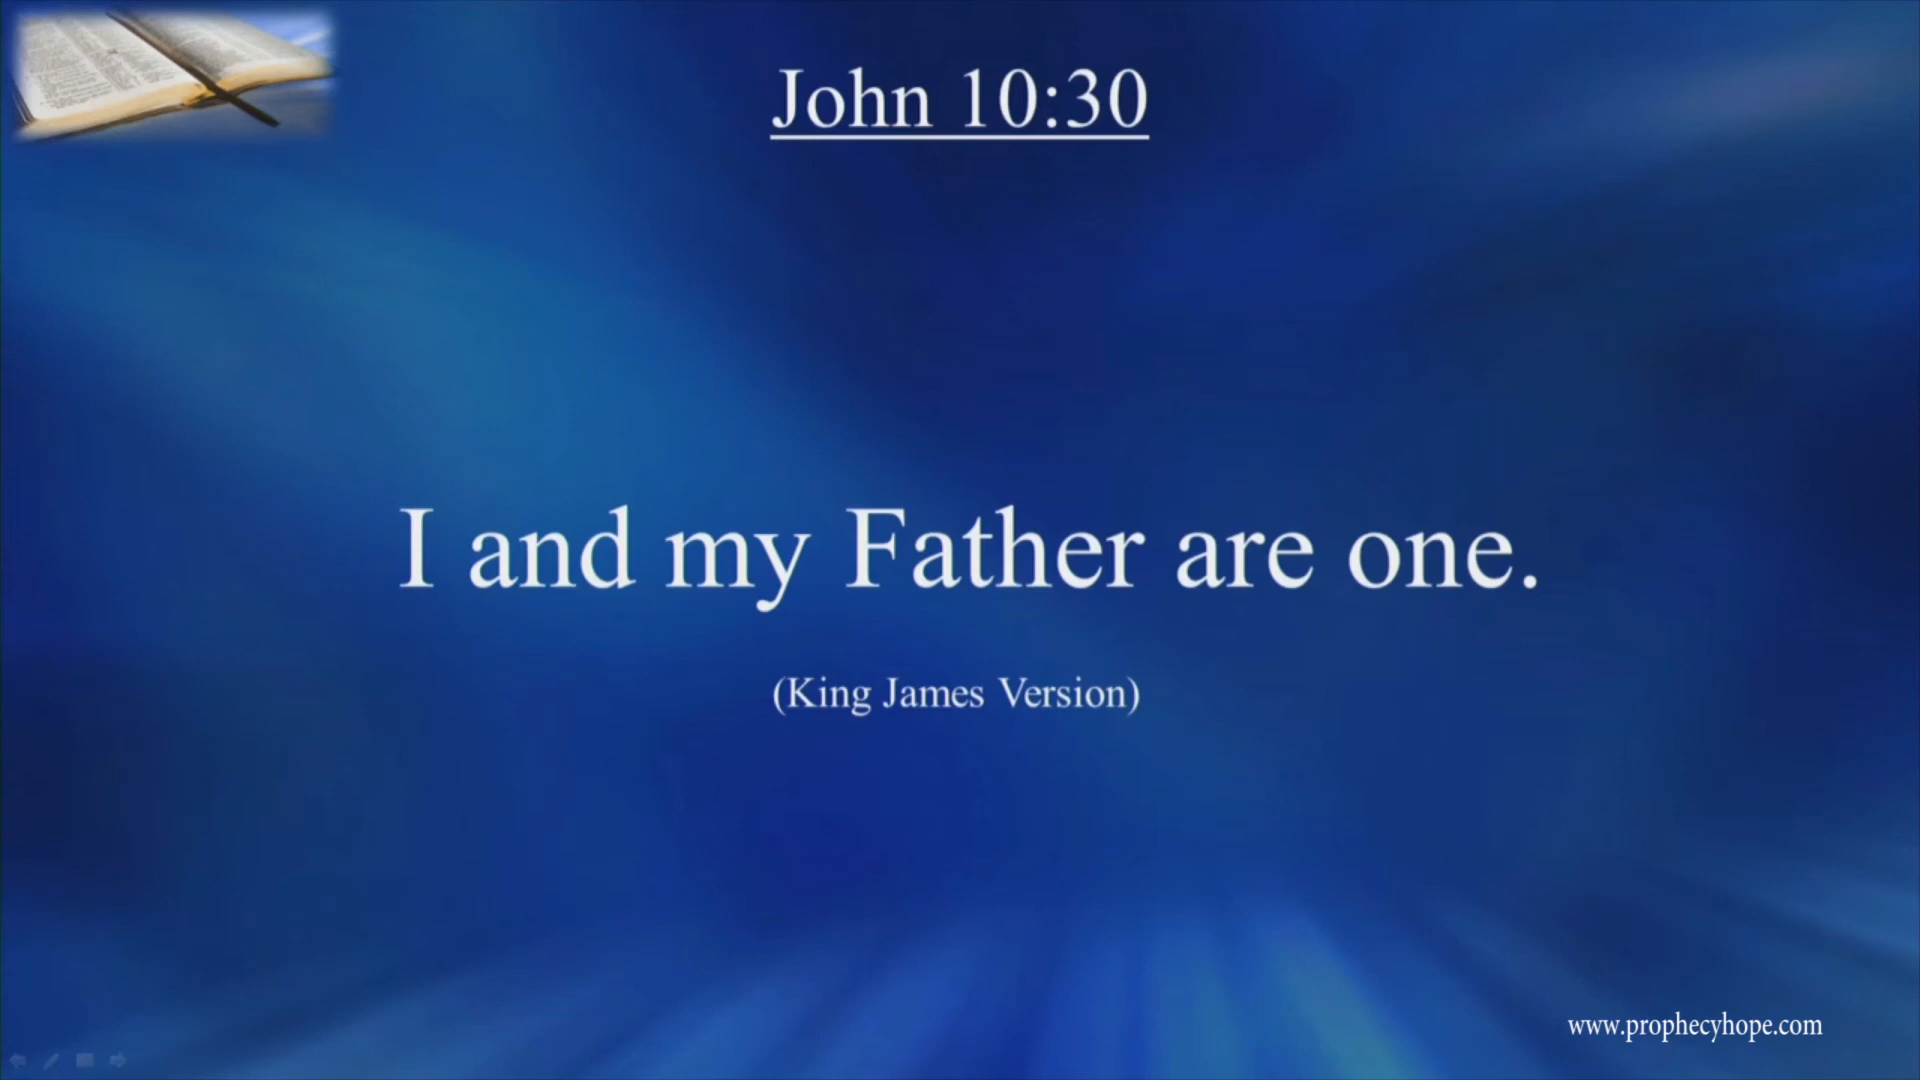 John 10:30
I and my Father are one.
(King James Version)
www.prophecyhope.com